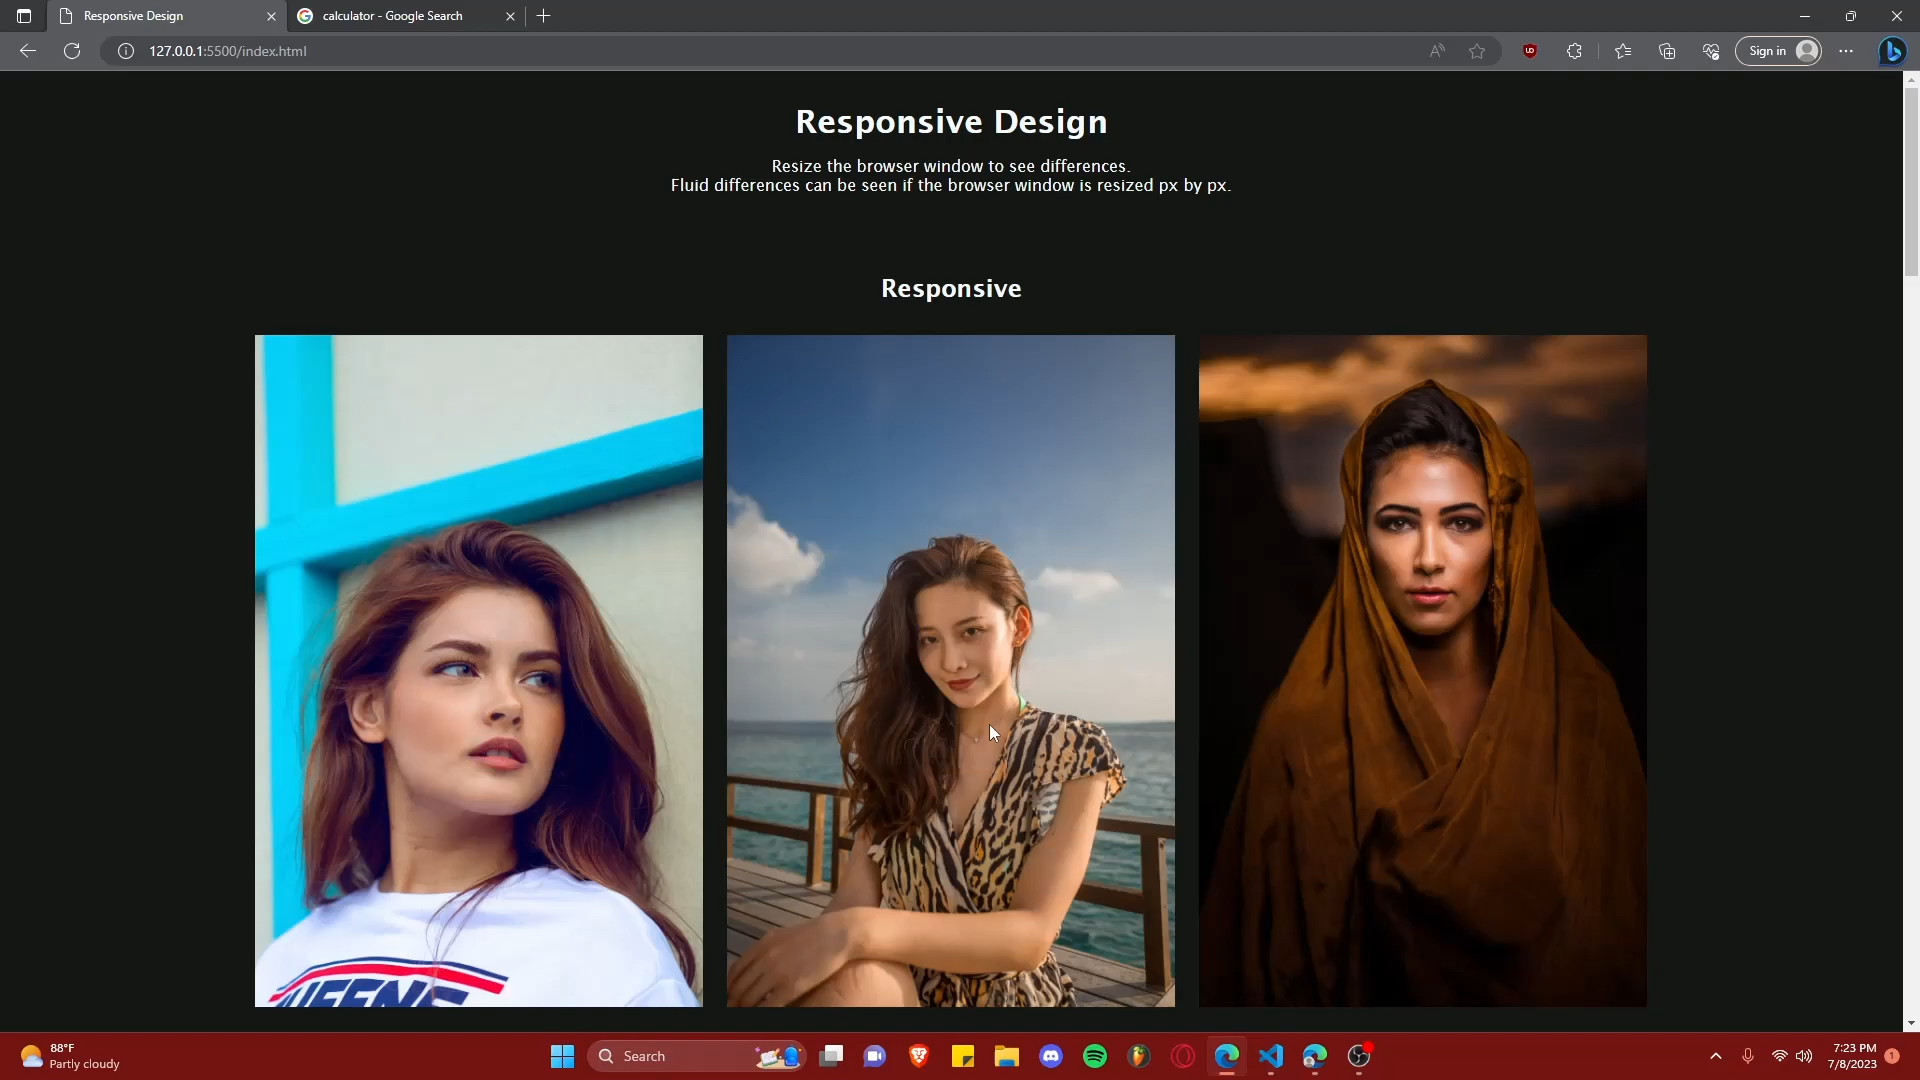 Responsive Design
calculator - Google Search
127.0.0.1:5500/index.html
Sign in
Responsive Design
Resize the browser window to see differences.
Fluid differences can be seen if the browser window is resized px by px.
Responsive
88°F
Partly cloudy
Search
7:23 PM
7/8/2023
1